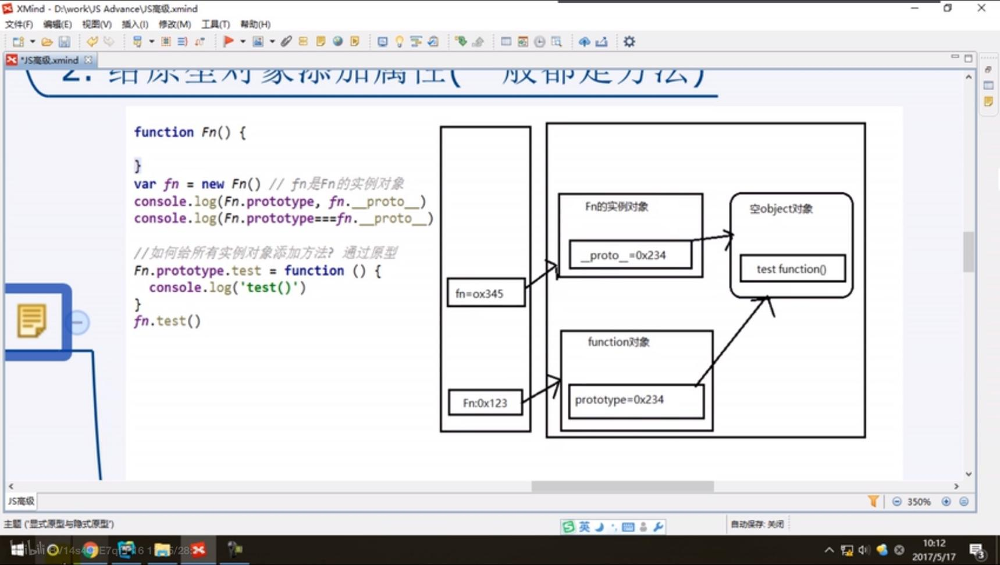 XMind - D:\work\JS Advance\JS高级.xmind
文件(F) 编辑(E) 视图(V) 插入(I) 修改(M) 工具(T) 帮助(H)
*JS高级.xmind
2. 给原型对象添加属性(一般都是方法)
function Fn() {
}
var fn = new Fn() // fn是Fn的实例对象
console.log(Fn.prototype, fn.__proto__)
console.log(Fn.prototype===fn.__proto__)
//如何给所有实例对象添加方法? 通过原型
Fn.prototype.test = function () {
console.log('test()')
}
fn.test()
fn=ox345
Fn:0x123
Fn的实例对象
__proto__=0x234
空object对象
test function()
function对象
prototype=0x234
JS高级
350%
主题 ('显式原型与隐式原型')
英
自动保存: 关闭
bilibili
10:12
2017/5/17
3